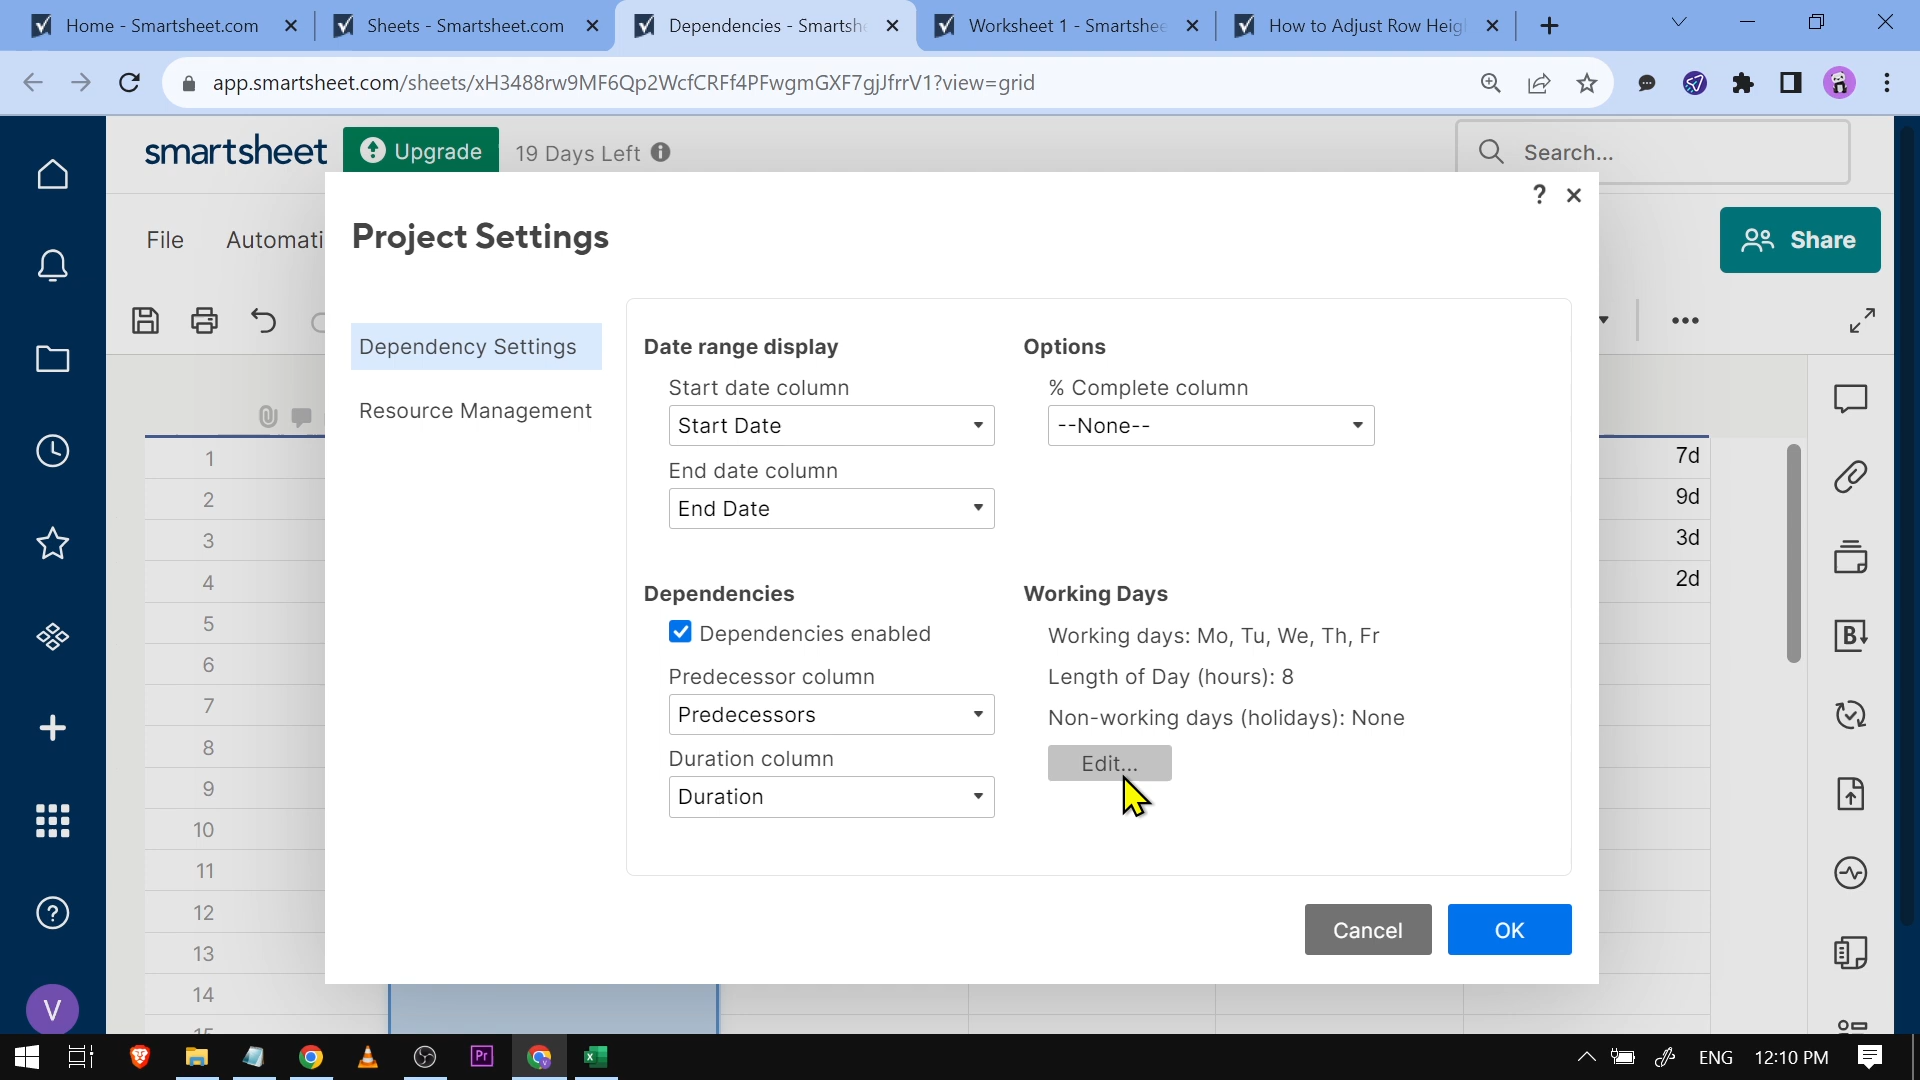 Home - Smartsheet.com
Sheets - Smartsheet.com
Dependencies - Smartsh
Worksheet 1 - Smartshee
How to Adjust Row Heig
app.smartsheet.com/sheets/xH3488rw9MF6Qp2WcfCRFf4PFwgmGXF7gjJfrrV1?view=grid
smartsheet
Upgrade
19 Days Left
Search...
Project Settings
?
File
Automati
Share
Dependency Settings
Resource Management
Date range display
Start date column
Start Date
End date column
End Date
Options
% Complete column
--None--
Dependencies
Dependencies enabled
Predecessor column
Predecessors
Duration column
Duration
Working Days
Working days: Mo, Tu, We, Th, Fr
Length of Day (hours): 8
Non-working days (holidays): None
Edit...
Cancel
OK
1
2
3
4
5
6
7
8
9
10
11
12
13
14
15
7d
9d
3d
2d
V
ENG
12:10 PM